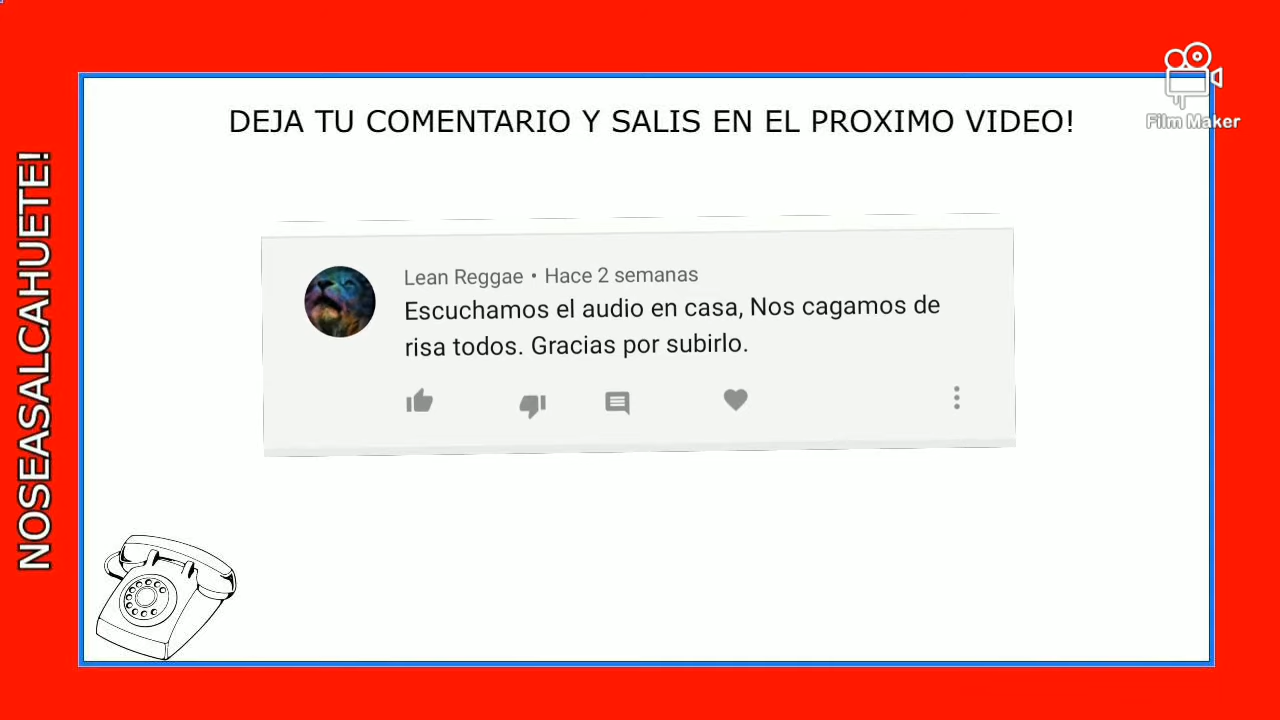 DEJA TU COMENTARIO Y SALIS EN EL PROXIMO VIDEO!
Film Maker
NOSEASALCAHUETE!
Lean Reggae • Hace 2 semanas
Escuchamos el audio en casa, Nos cagamos de
risa todos. Gracias por subirlo.